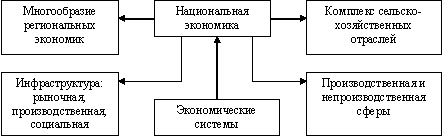 Многообразие
региональных
экономик
Национальная
экономика
Комплекс сельско-
хозяйственных
отраслей
Инфраструктура:
рыночная,
производственная,
социальная
Экономические
системы
Производственная и
непроизводственная
сферы